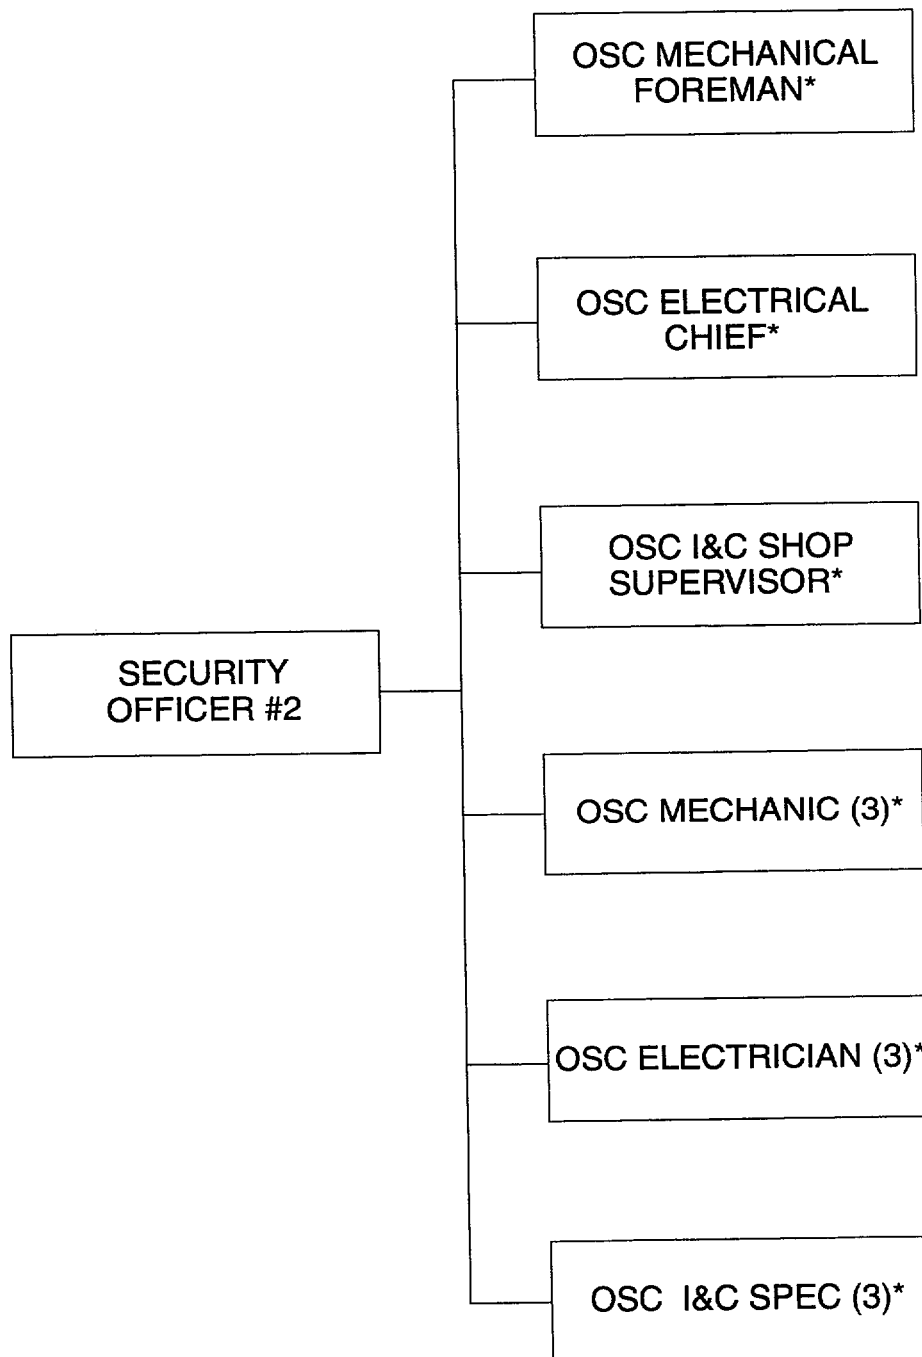 OSC MECHANICAL
FOREMAN*
OSC ELECTRICAL
CHIEF*
OSC I&C SHOP
SUPERVISOR*
SECURITY
OFFICER #2
OSC MECHANIC (3)*
OSC ELECTRICIAN (3)*
OSC I&C SPEC (3)*